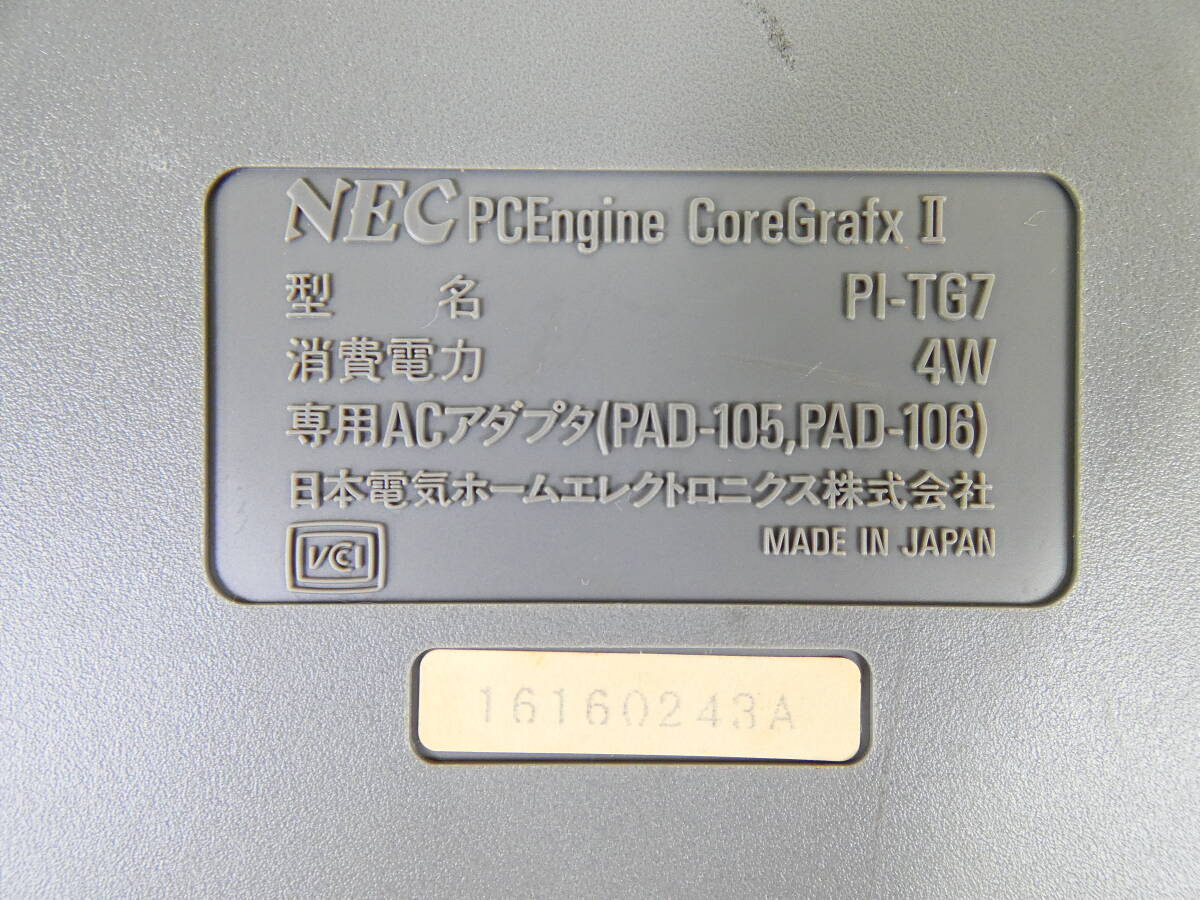 NEC PCEngine CoreGrafx II
型名 PI-TG7
消費電力 4W
専用ACアダプタ(PAD-105,PAD-106)
日本電気ホームエレクトロニクス株式会社
VCCI MADE IN JAPAN
16160243A